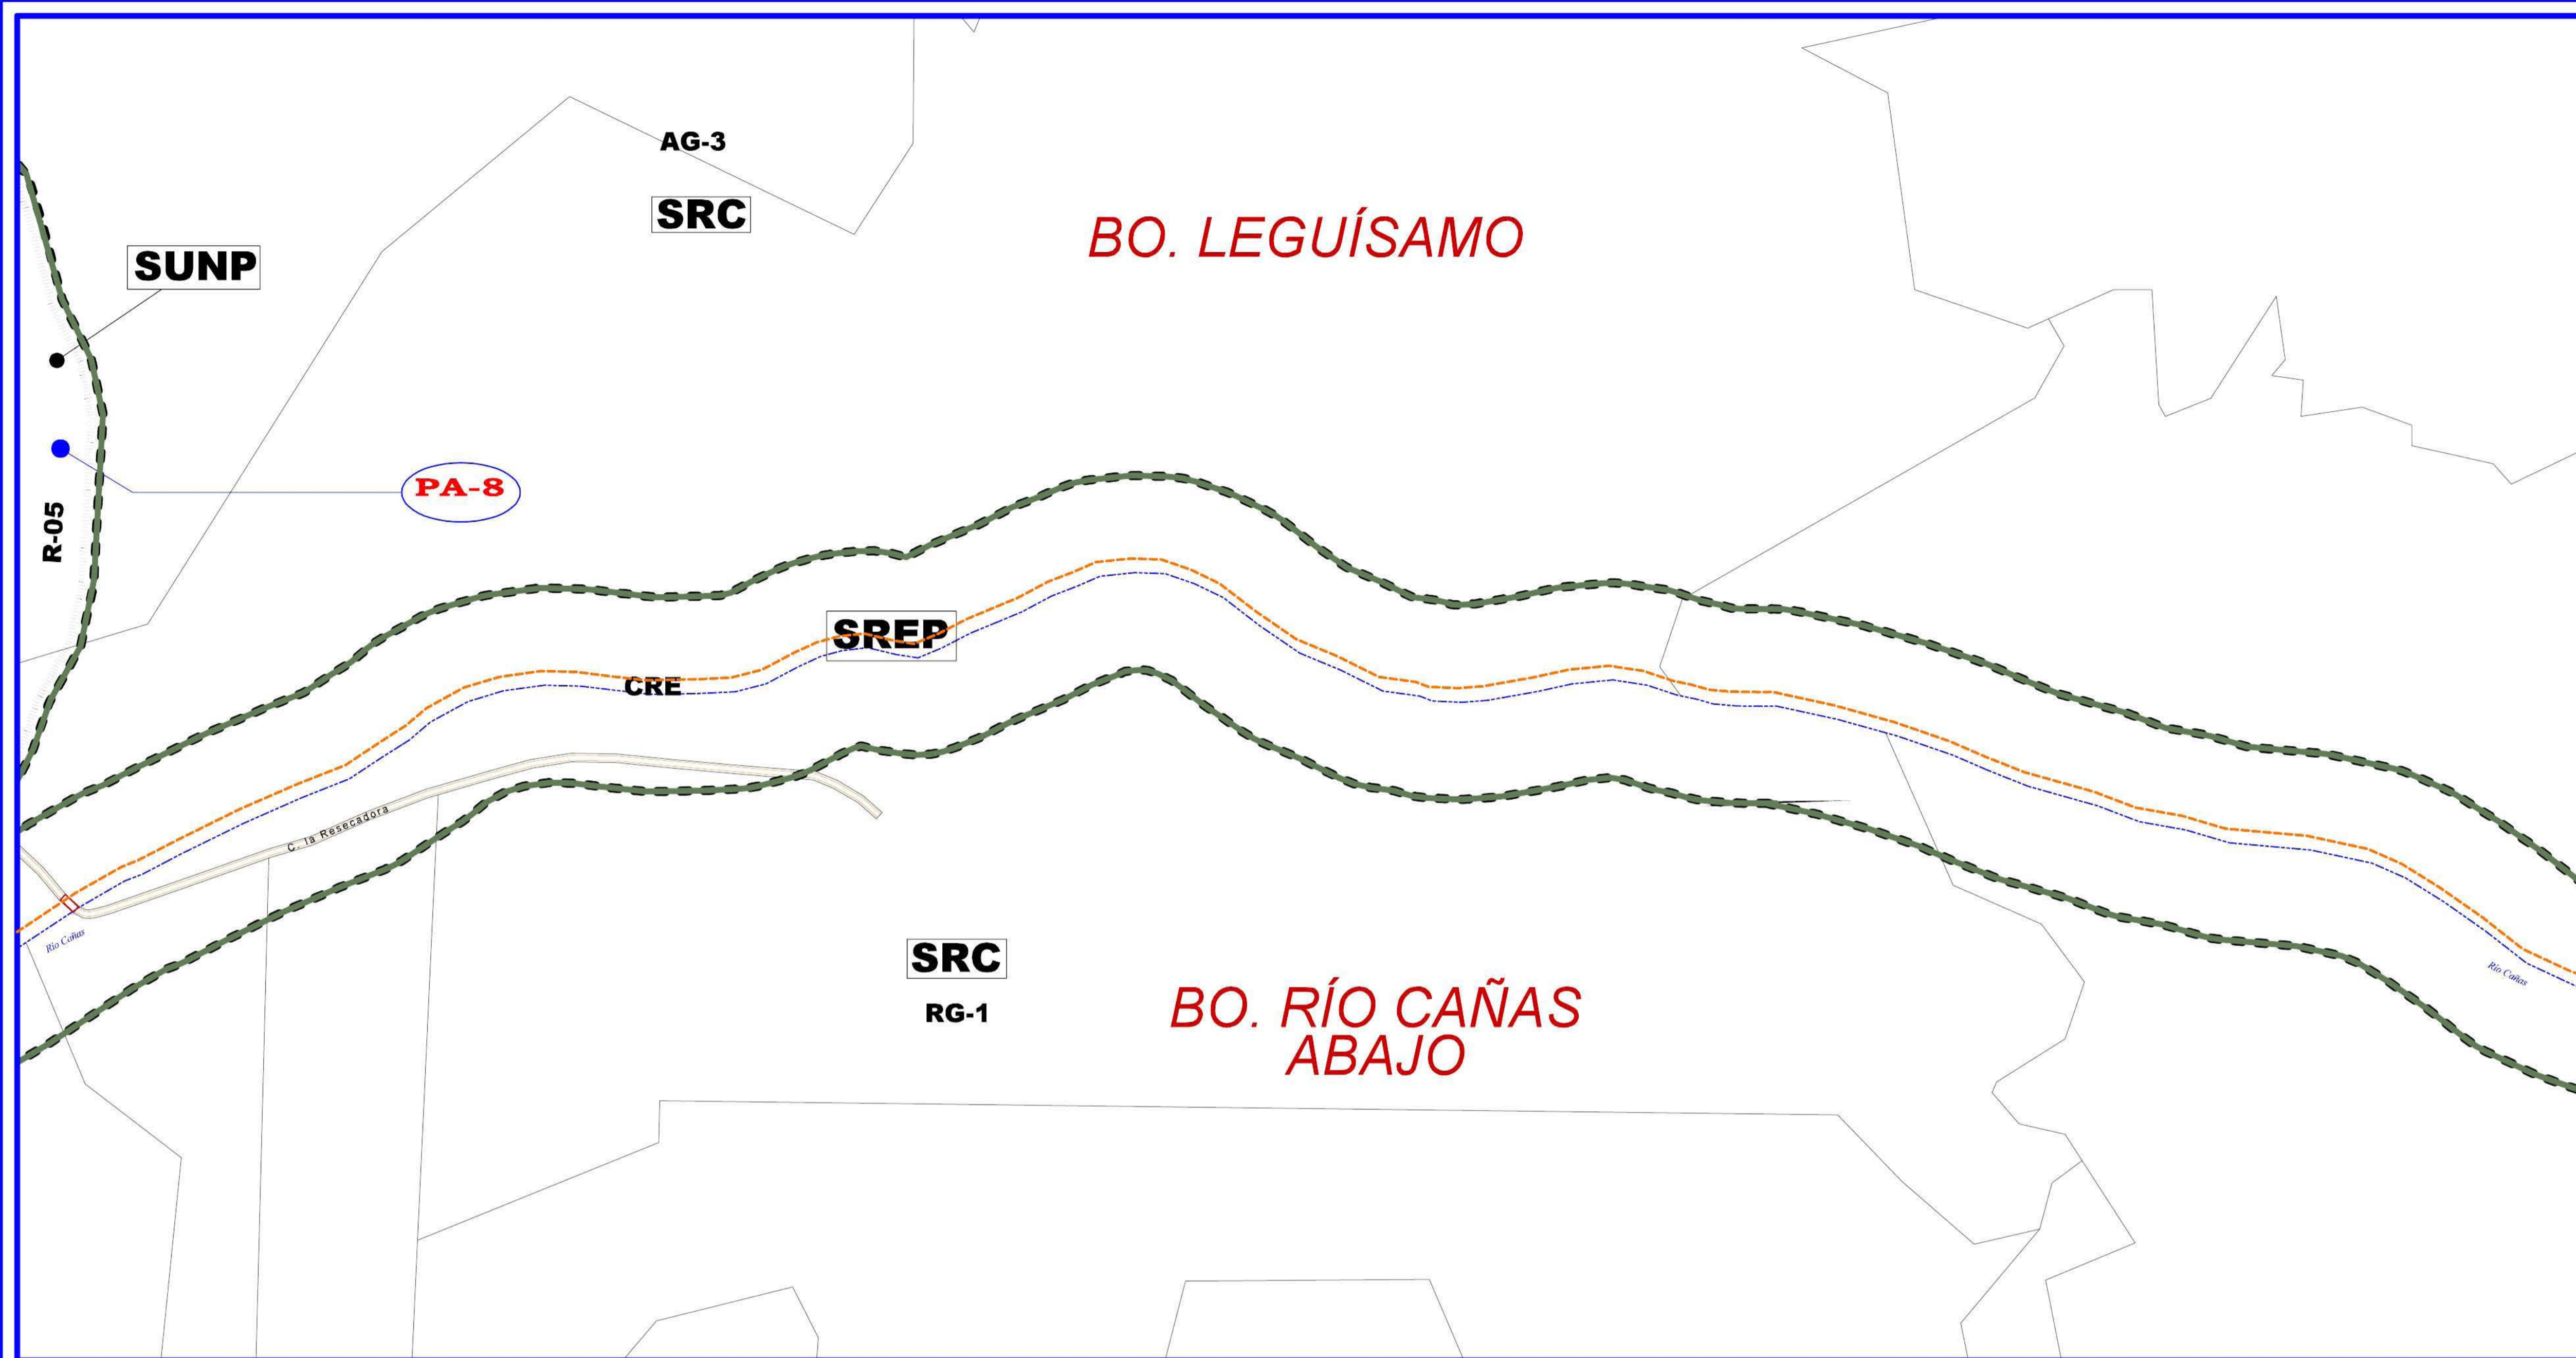 AG-3
SRC
BO. LEGUÍSAMO
SUNP
PA-8
R-05
SREP
CRE
C. la Resecadora
Río Cañas
Río Cañas
SRC
RG-1
BO. RÍO CAÑAS
ABAJO